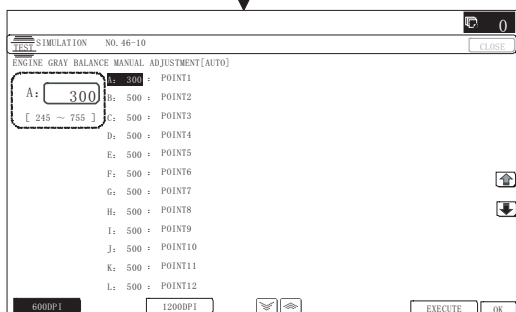 0
TEST SIMULATION NO. 46-10
CLOSE
ENGINE GRAY BALANCE MANUAL ADJUSTMENT[AUTO]
A: 300
[ 245 ~ 755 ]
A: 300 : POINT1
B: 500 : POINT2
C: 500 : POINT3
D: 500 : POINT4
E: 500 : POINT5
F: 500 : POINT6
G: 500 : POINT7
H: 500 : POINT8
I: 500 : POINT9
J: 500 : POINT10
K: 500 : POINT11
L: 500 : POINT12
600DPI 1200DPI EXECUTE OK